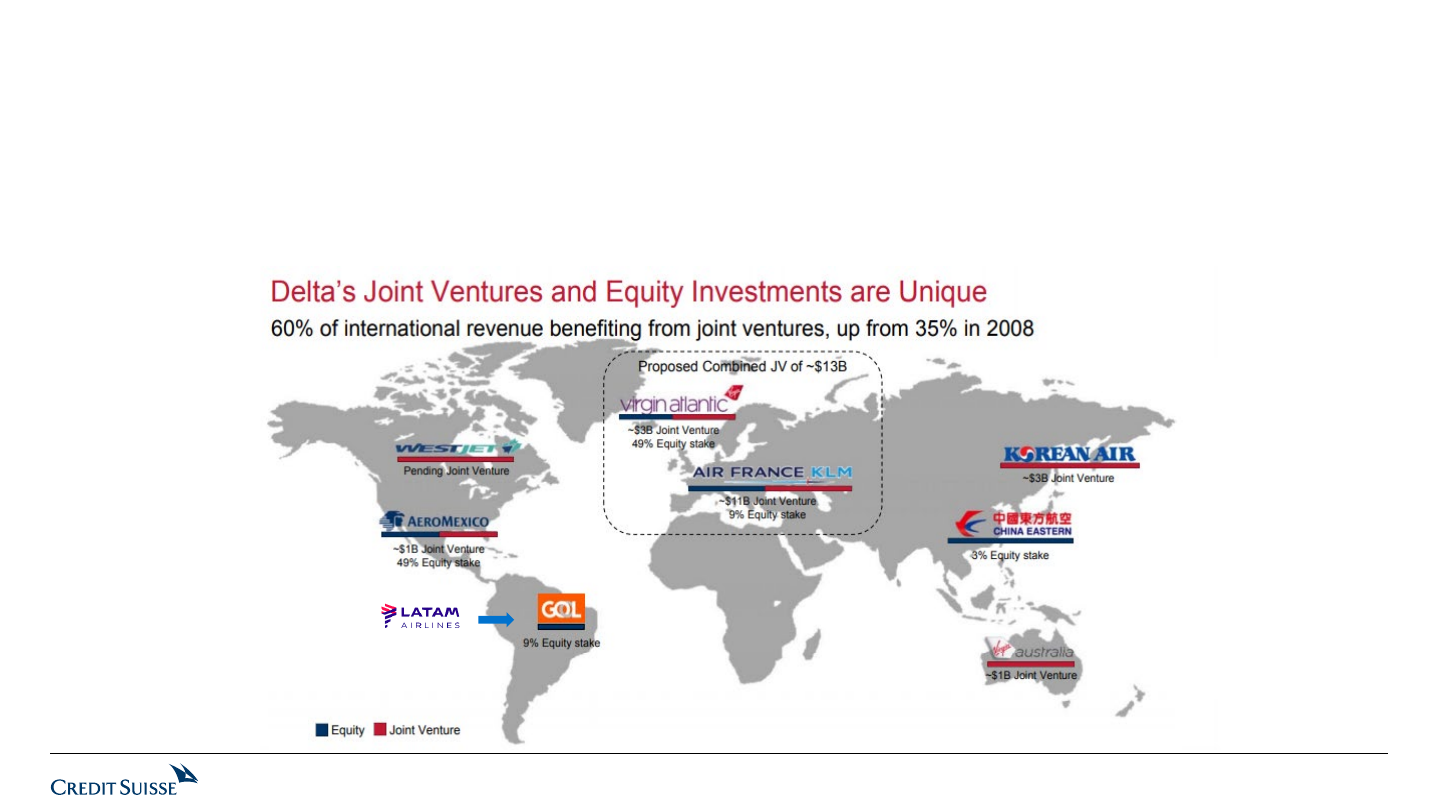 Delta's Joint Ventures and Equity Investments are Unique
60% of international revenue benefiting from joint ventures, up from 35% in 2008
Proposed Combined JV of ~$13B
virgin atlantic
~$3B Joint Venture
49% Equity stake
WESTJET
Pending Joint Venture
AIR FRANCE KLM
~$11B Joint Venture
9% Equity stake
KOREAN AIR
~$3B Joint Venture
AEROMEXICO
~$1B Joint Venture
49% Equity stake
中國東方航空
CHINA EASTERN
3% Equity stake
LATAM
AIRLINES
GOL
9% Equity stake
Virgin australia
~$1B Joint Venture
Equity Joint Venture
CREDIT SUISSE